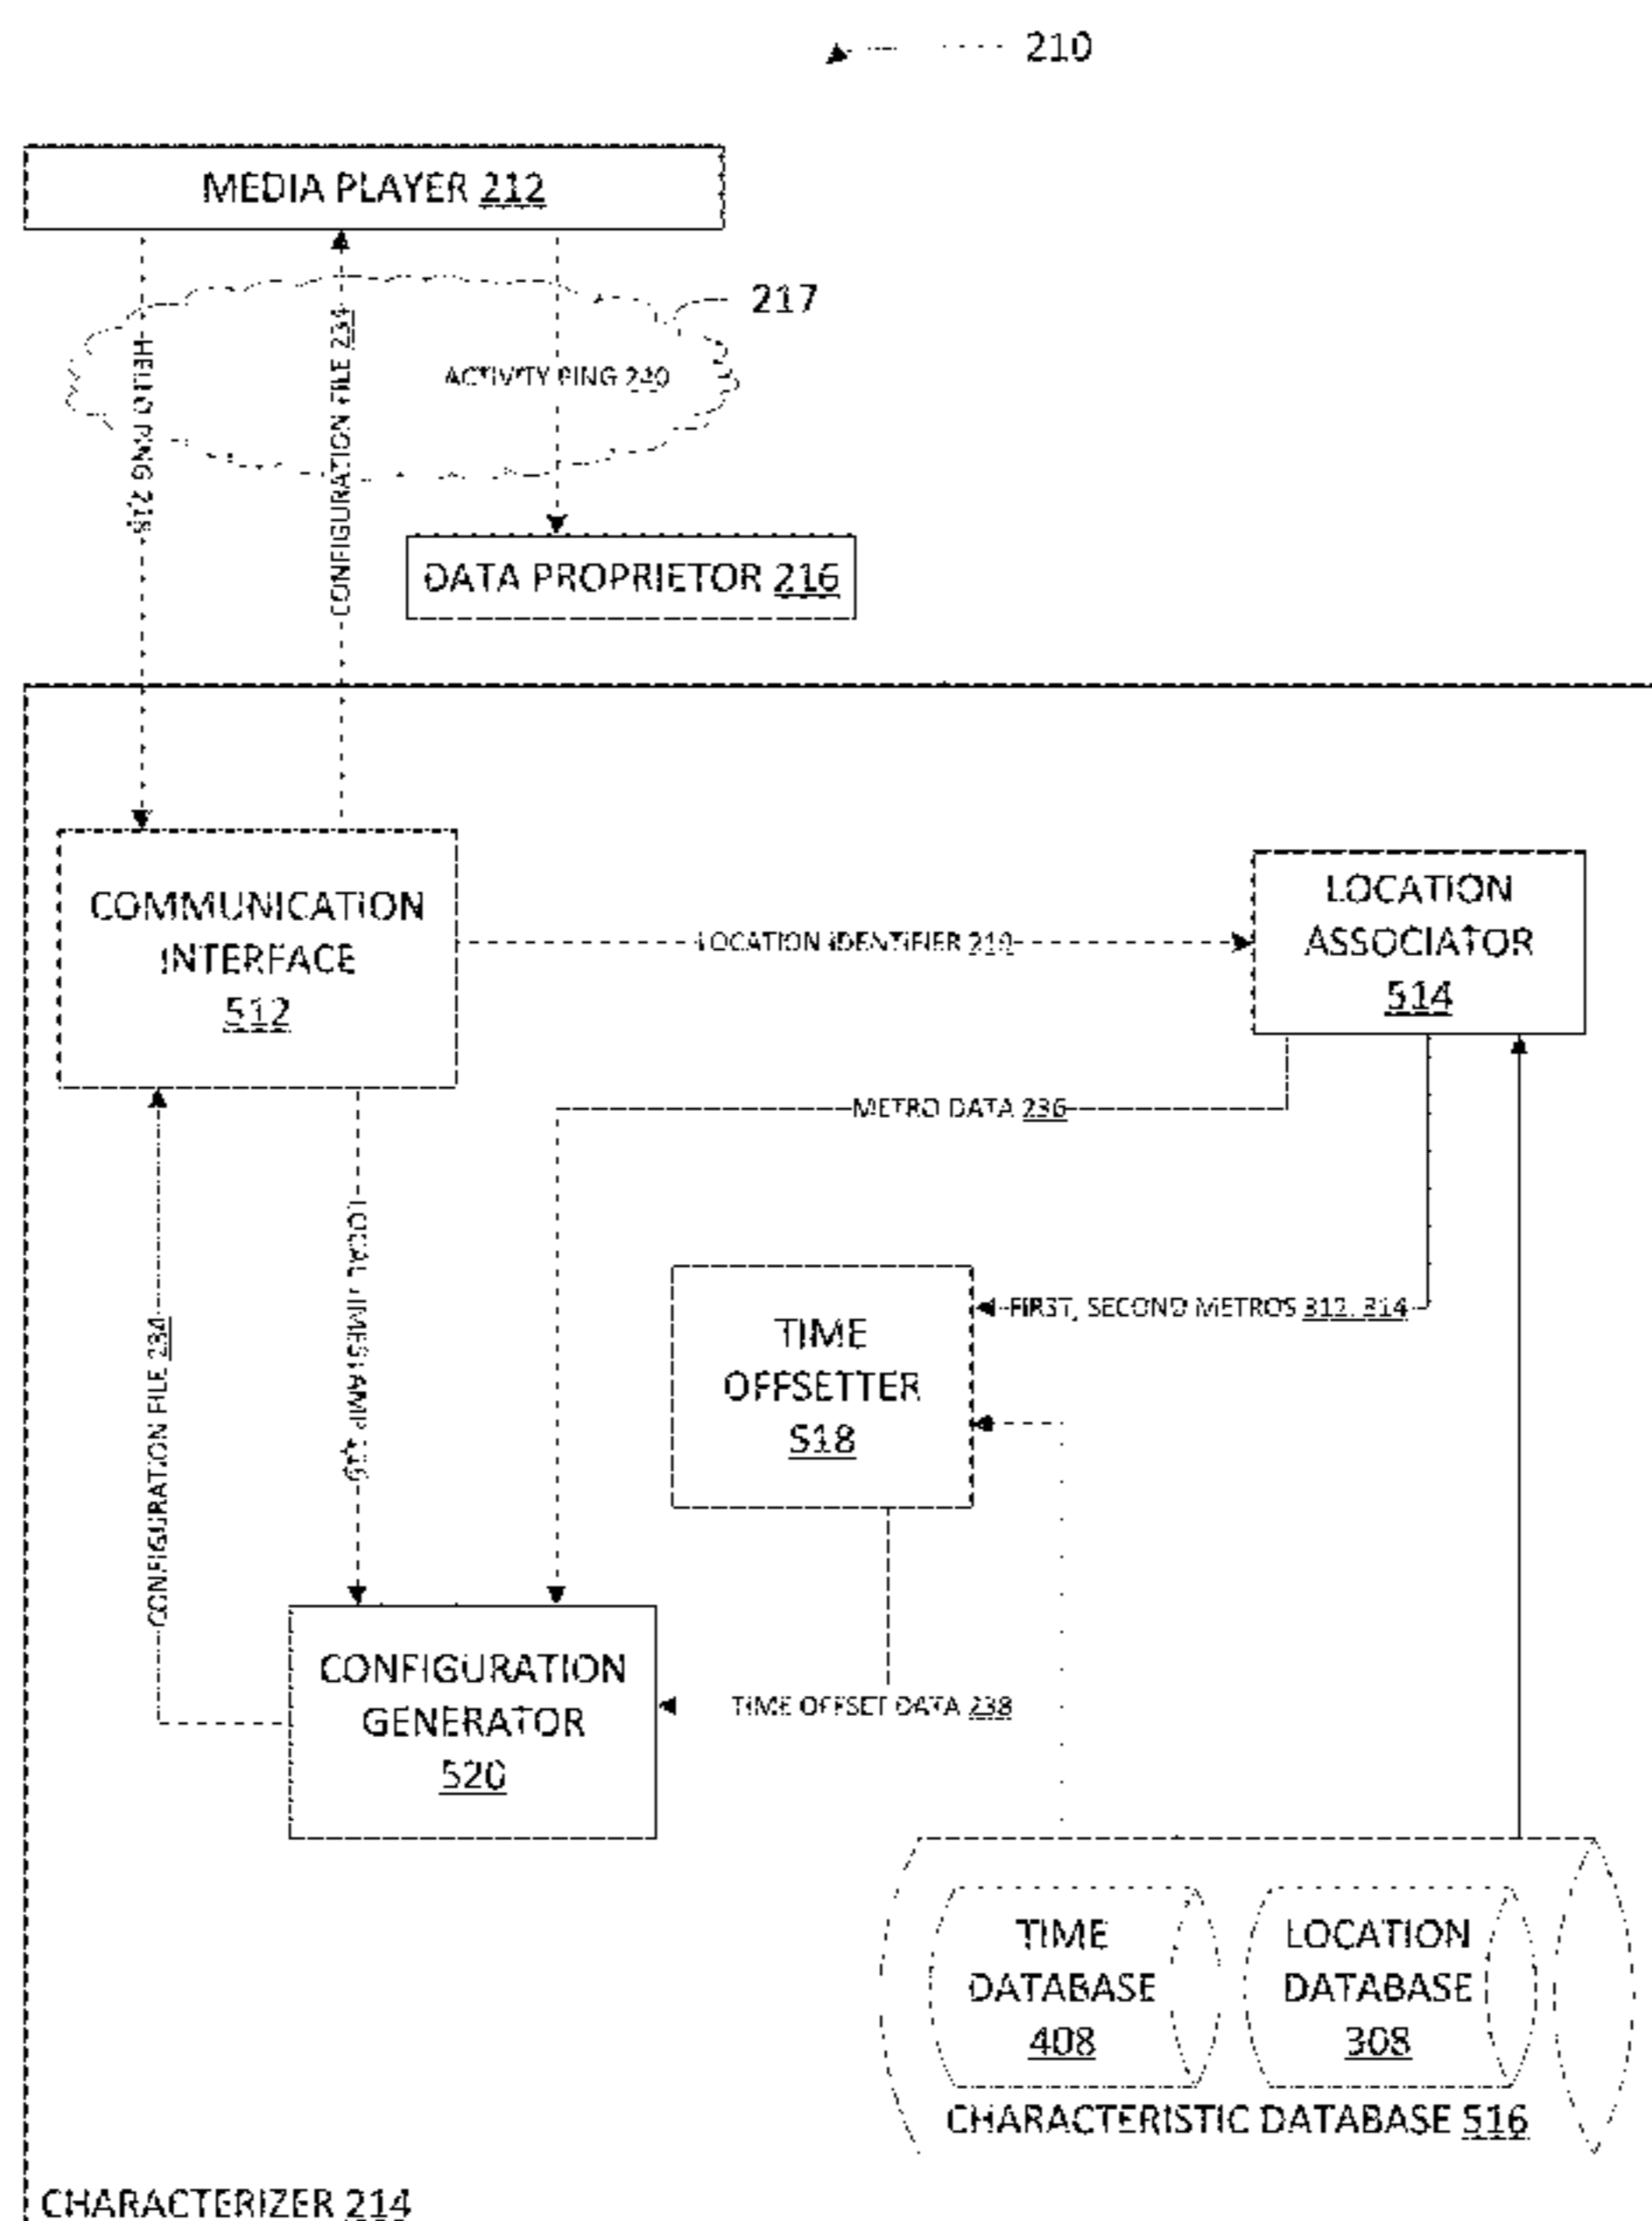 210
MEDIA PLAYER 212
217
HELLO PING
CONFIGURATION FILE 234
ACTIVITY PING 240
DATA PROPRIETOR 216
COMMUNICATION
INTERFACE
512
LOCATION IDENTIFIER
LOCATION
ASSOCIATOR
514
METRO DATA 236
LOCAL TIMESTAMP
FIRST, SECOND METROS 312, 314
TIME
OFFSETTER
518
CONFIGURATION FILE 234
CONFIGURATION
GENERATOR
520
TIME OFFSET DATA 238
TIME
DATABASE
408
LOCATION
DATABASE
308
CHARACTERISTIC DATABASE 516
CHARACTERIZER 214